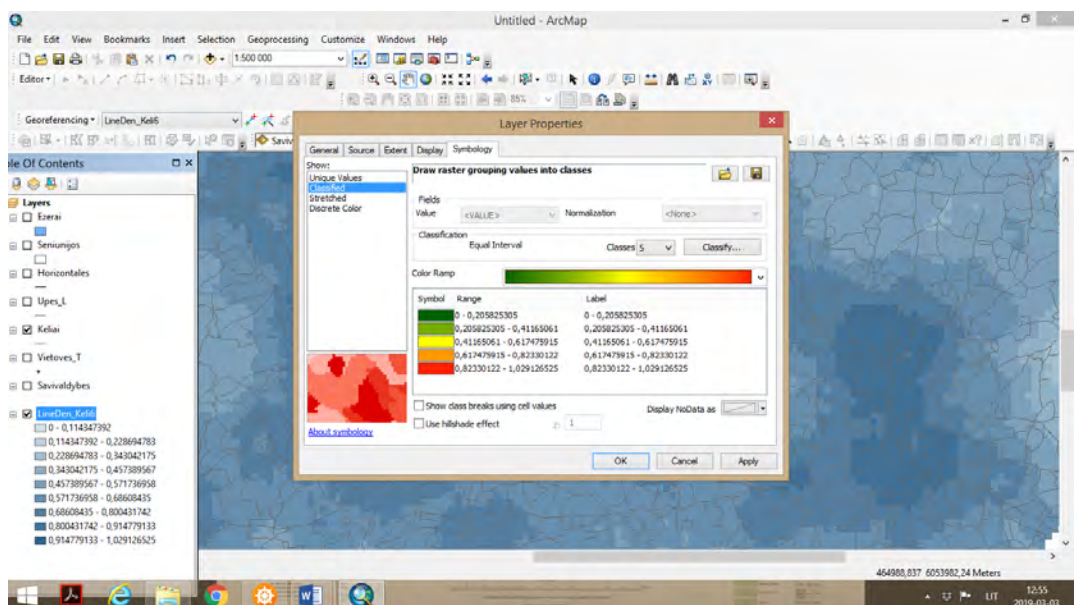 Untitled - ArcMap
File Edit View Bookmarks Insert Selection Geoprocessing Customize Windows Help
1:500 000
Editor
85%
Georeferencing LineDen_Keli6
Saviv
Layer Properties
General Source Extent Display Symbology
Show:
Unique Values
Classified
Stretched
Discrete Color
Draw raster grouping values into classes
Fields
Value <VALUE> Normalization <None>
Classification
Equal Interval Classes 5 Classify...
Color Ramp
Symbol Range Label
0 - 0,205825305 0 - 0,205825305
0,205825305 - 0,41165061 0,205825305 - 0,41165061
0,41165061 - 0,617475915 0,41165061 - 0,617475915
0,617475915 - 0,82330122 0,617475915 - 0,82330122
0,82330122 - 1,029126525 0,82330122 - 1,029126525
Show class breaks using cell values Display NoData as
Use hillshade effect Z: 1
About symbology
OK Cancel Apply
ble Of Contents
Layers
Ezerai
Seniunijos
Horizontales
Upes_L
Keliai
Vietoves_T
Savivaldybes
LineDen_Keli6
0 - 0,114347392
0,114347392 - 0,228694783
0,228694783 - 0,343042175
0,343042175 - 0,457389567
0,457389567 - 0,571736958
0,571736958 - 0,68608435
0,68608435 - 0,800431742
0,800431742 - 0,914779133
0,914779133 - 1,029126525
464988,837 6053982,24 Meters
LIT
12:55
2019-03-03